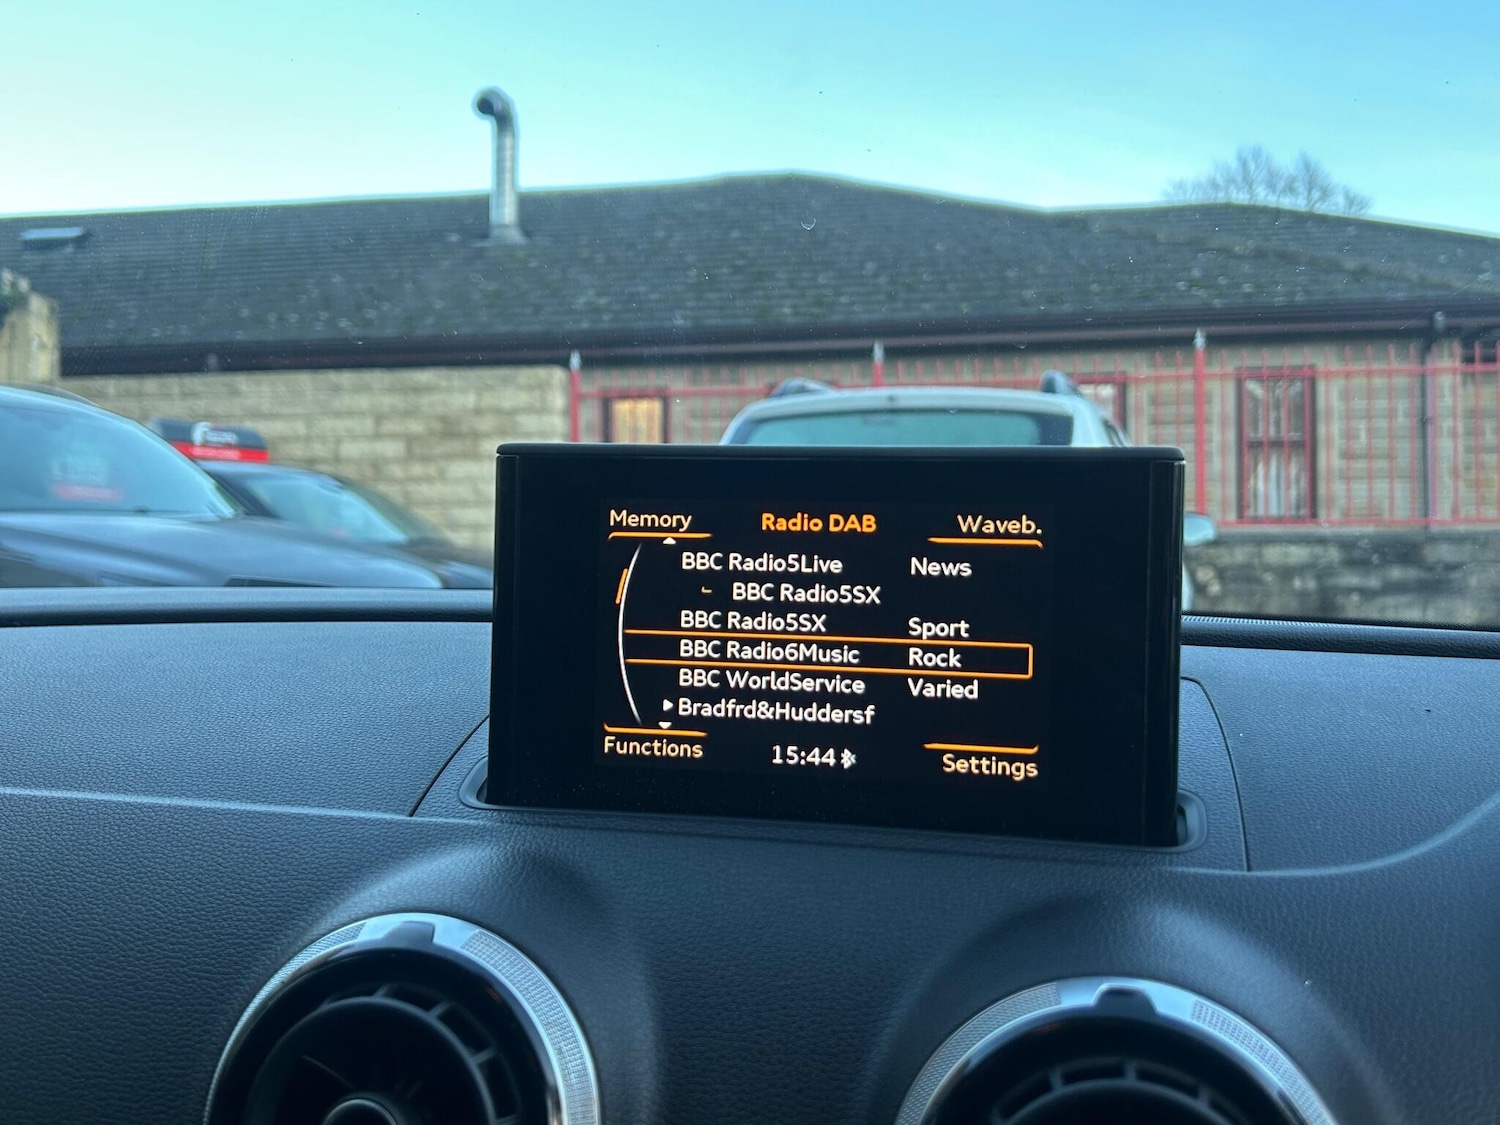 Memory Radio DAB Waveb.
BBC Radio5Live News
BBC Radio5SX
BBC Radio5SX Sport
BBC Radio6Music Rock
BBC WorldService Varied
Bradfrd&Huddersf
Functions 15:44 Settings